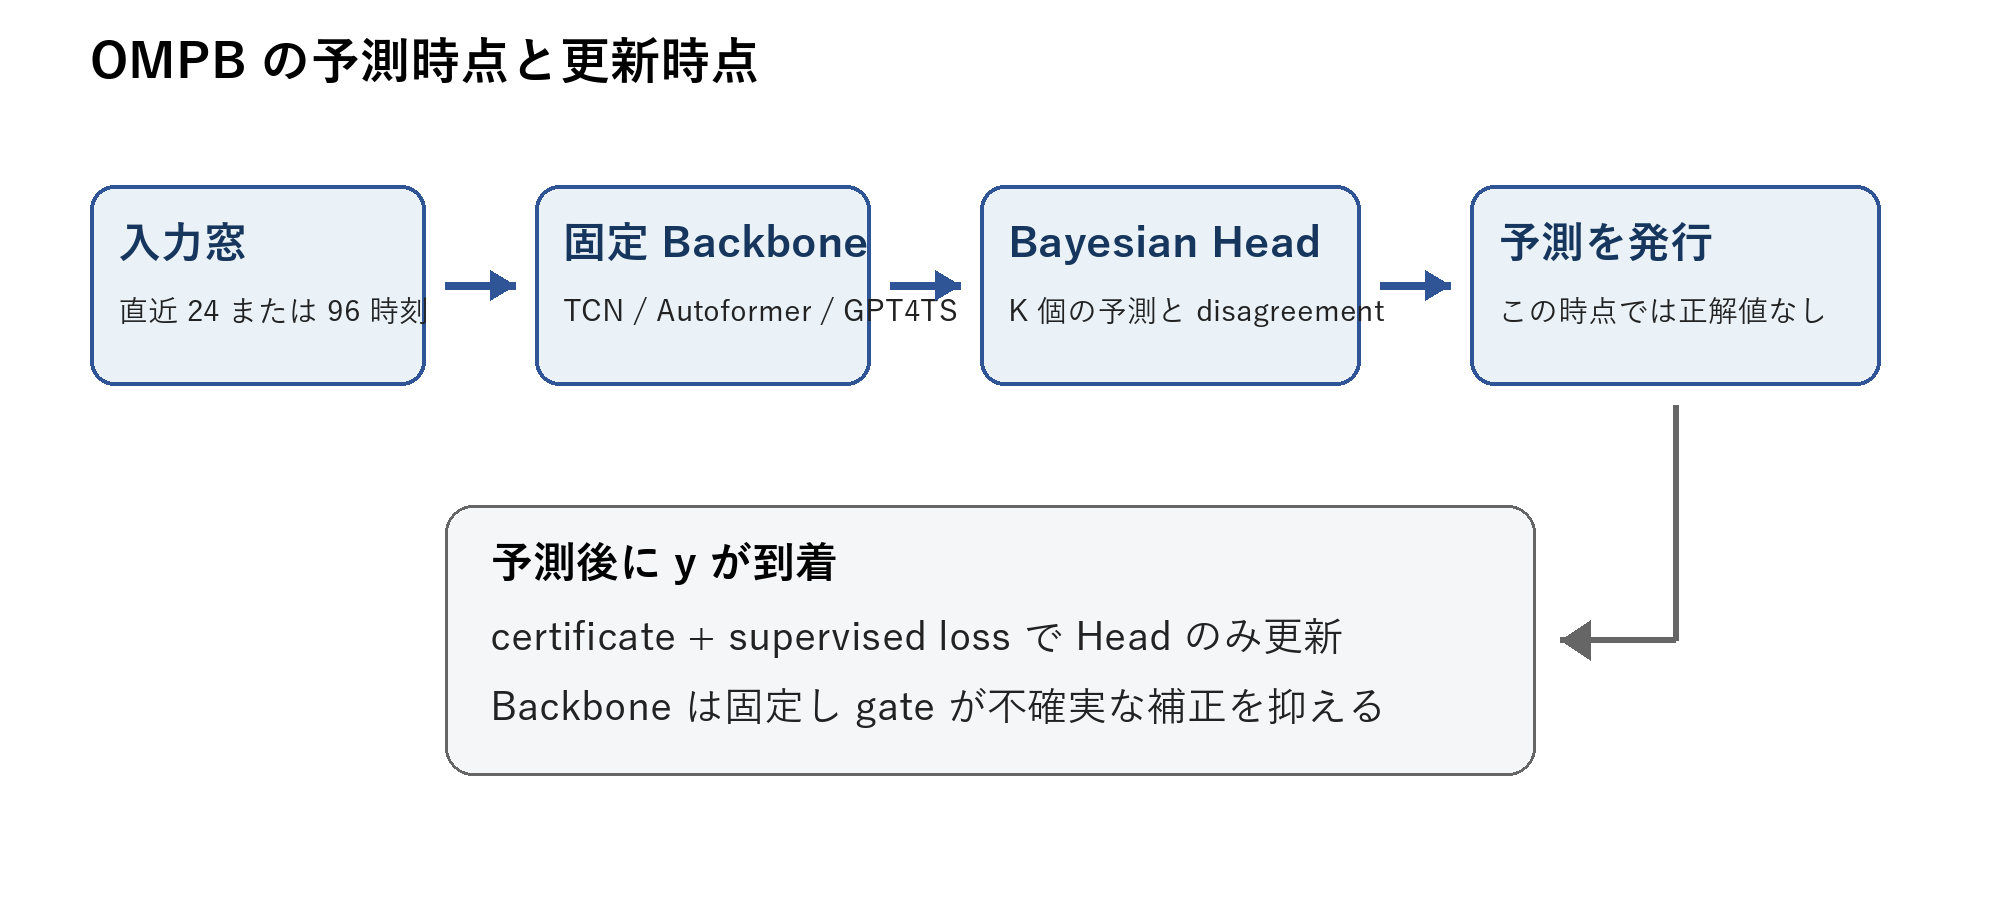 OMPB の予測時点と更新時点
入力窓
直近 24 または 96 時刻
固定 Backbone
TCN / Autoformer / GPT4TS
Bayesian Head
K 個の予測と disagreement
予測を発行
この時点では正解値なし
予測後に y が到着
certificate + supervised loss で Head のみ更新
Backbone は固定し gate が不確実な補正を抑える